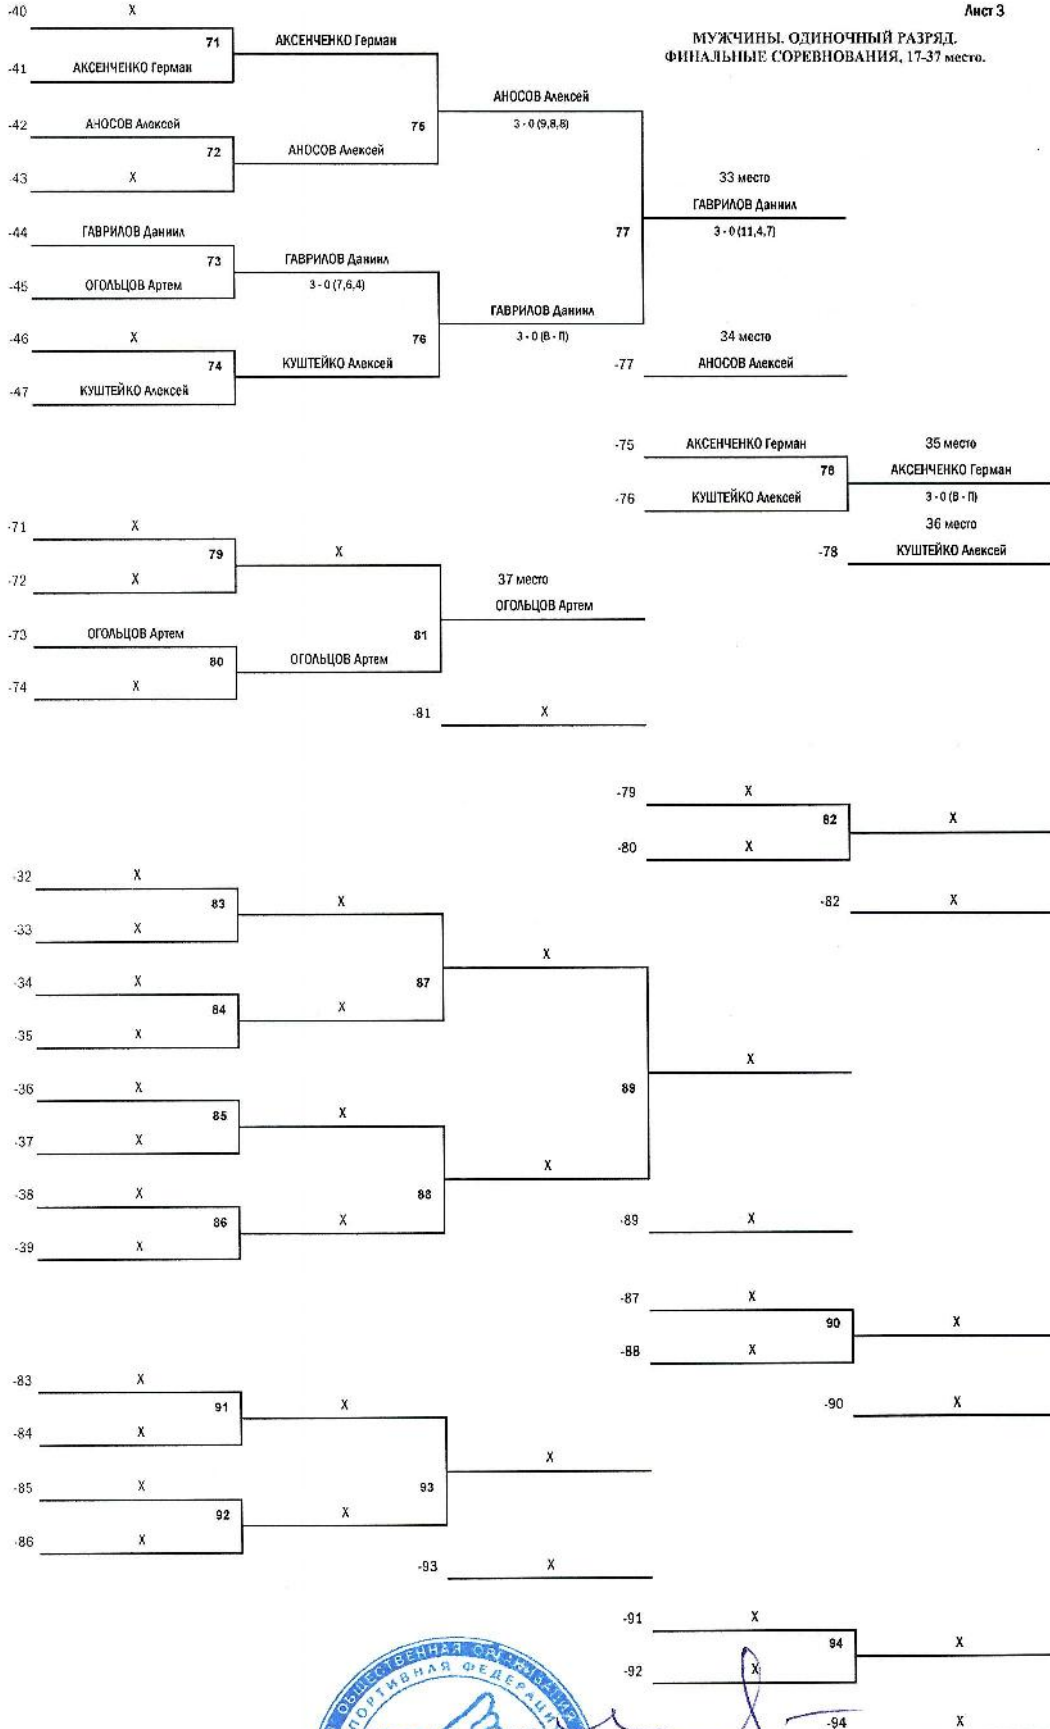 Лист 3
МУЖЧИНЫ. ОДИНОЧНЫЙ РАЗРЯД.
ФИНАЛЬНЫЕ СОРЕВНОВАНИЯ, 17-37 место.
-40 X
71 АКСЕНЧЕНКО Герман
-41 АКСЕНЧЕНКО Герман
АНОСОВ Алексей
-42 АНОСОВ Алексей 75 3 - 0 (9,8,8)
72 АНОСОВ Алексей
-43 X
33 место
ГАВРИЛОВ Даниил
-44 ГАВРИЛОВ Даниил 77 3 - 0 (11,4,7)
73 ГАВРИЛОВ Даниил
-45 ОГОЛЬЦОВ Артем 3 - 0 (7,6,4)
ГАВРИЛОВ Даниил
-46 X 76 3 - 0 (В - П) 34 место
74 КУШТЕЙКО Алексей -77 АНОСОВ Алексей
-47 КУШТЕЙКО Алексей
-75 АКСЕНЧЕНКО Герман 35 место
78 АКСЕНЧЕНКО Герман
-76 КУШТЕЙКО Алексей 3 - 0 (В - П)
-71 X 36 место
79 X -78 КУШТЕЙКО Алексей
-72 X 37 место
ОГОЛЬЦОВ Артем
-73 ОГОЛЬЦОВ Артем 81
80 ОГОЛЬЦОВ Артем
-74 X
-81 X
-79 X
82 X
-80 X
-32 X
83 X -82 X
-33 X
X
-34 X 87
84 X
-35 X
X
-36 X 89
85 X
-37 X
X
-38 X 88
86 X -89 X
-39 X
-87 X
90 X
-88 X
-83 X
91 X -90 X
-84 X
X
-85 X 93
92 X
-86 X
-93 X
-91 X
94 X
-92 X
-94 X
ОБЩЕСТВЕННАЯ ОРГАНИЗАЦИЯ